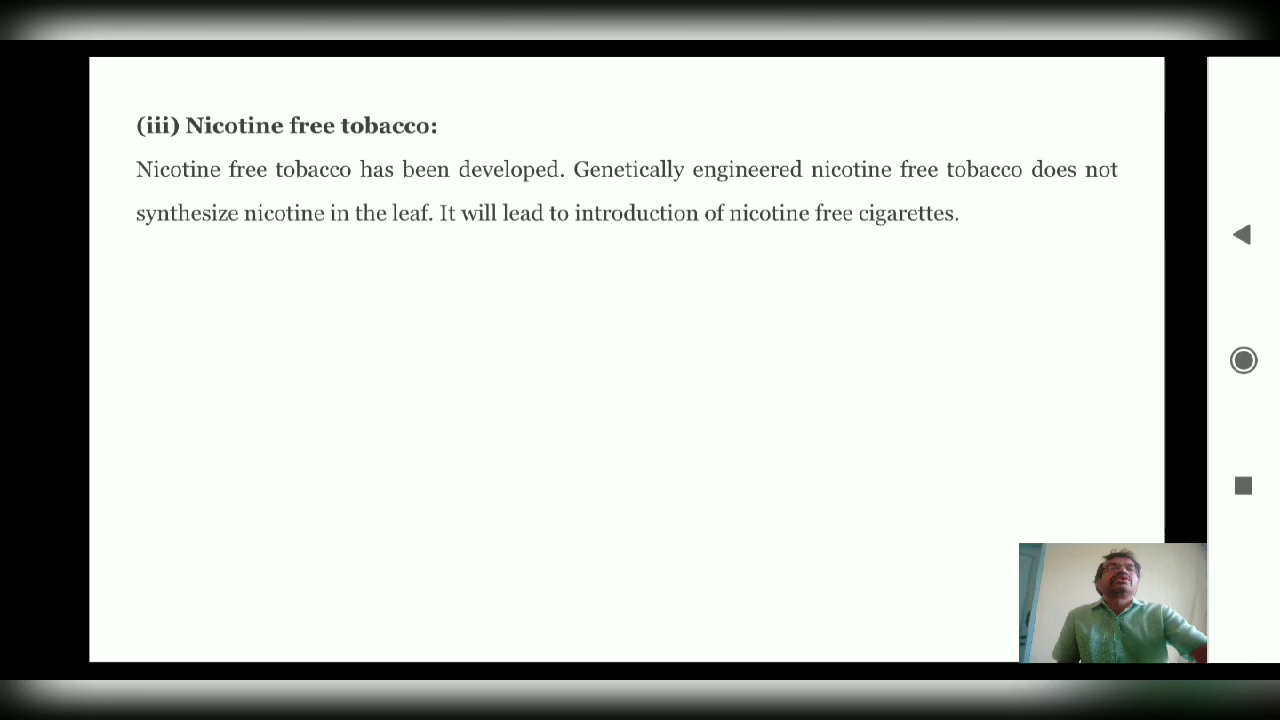 (iii) Nicotine free tobacco:
Nicotine free tobacco has been developed. Genetically engineered nicotine free tobacco does not
synthesize nicotine in the leaf. It will lead to introduction of nicotine free cigarettes.